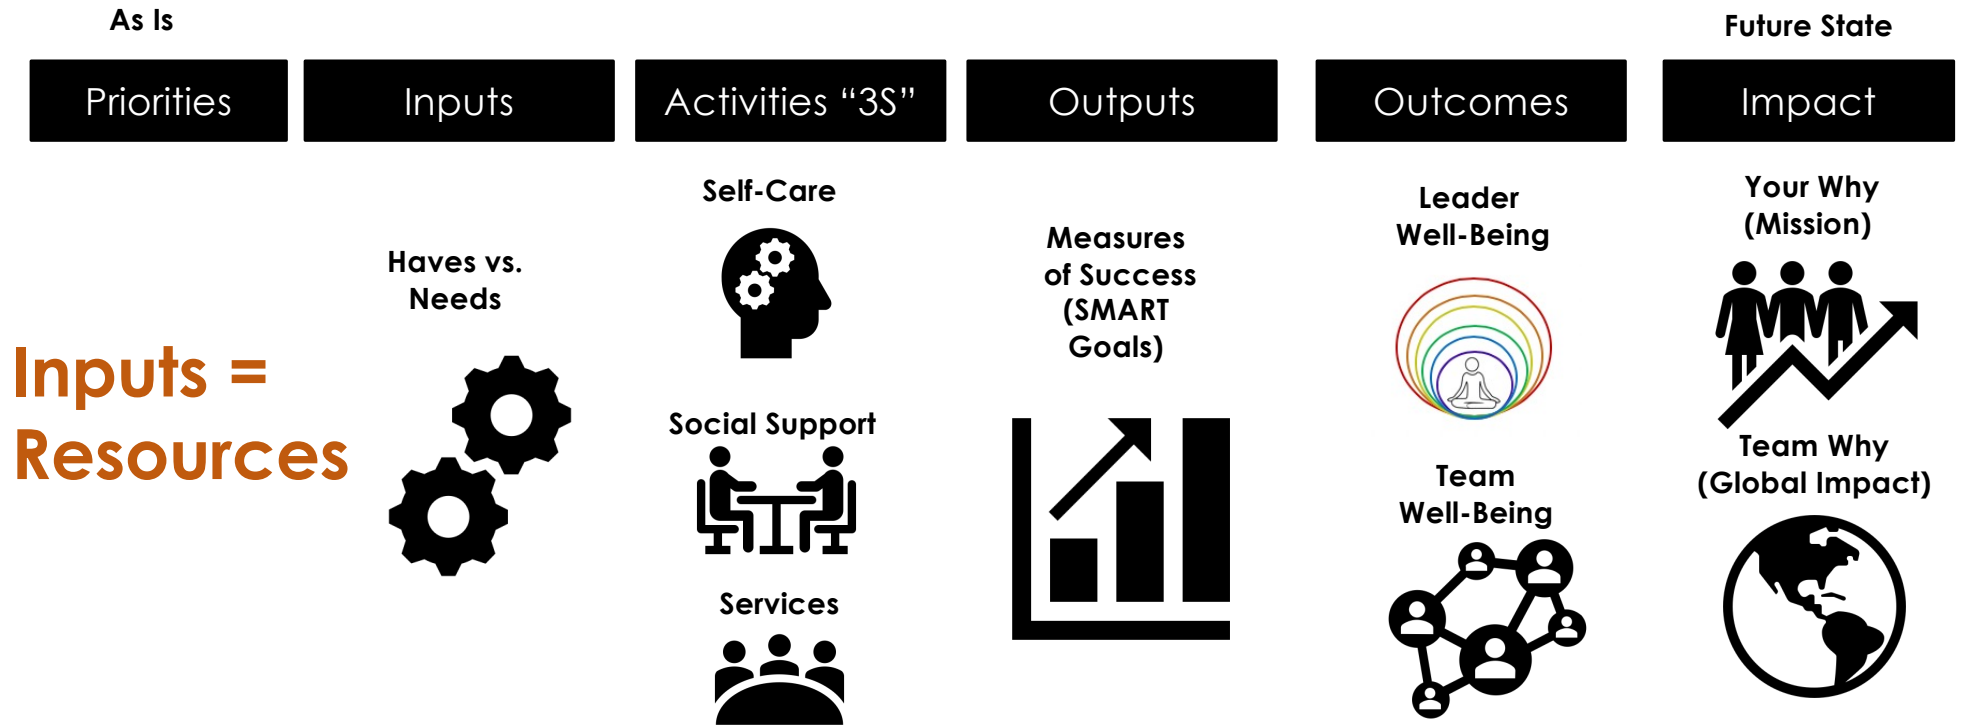 As Is
Future State
Priorities
Inputs
Activities “3S”
Outputs
Outcomes
Impact
Inputs =
Resources
Haves vs.
Needs
Self-Care
Social Support
Services
Measures
of Success
(SMART
Goals)
Leader
Well-Being
Team
Well-Being
Your Why
(Mission)
Team Why
(Global Impact)